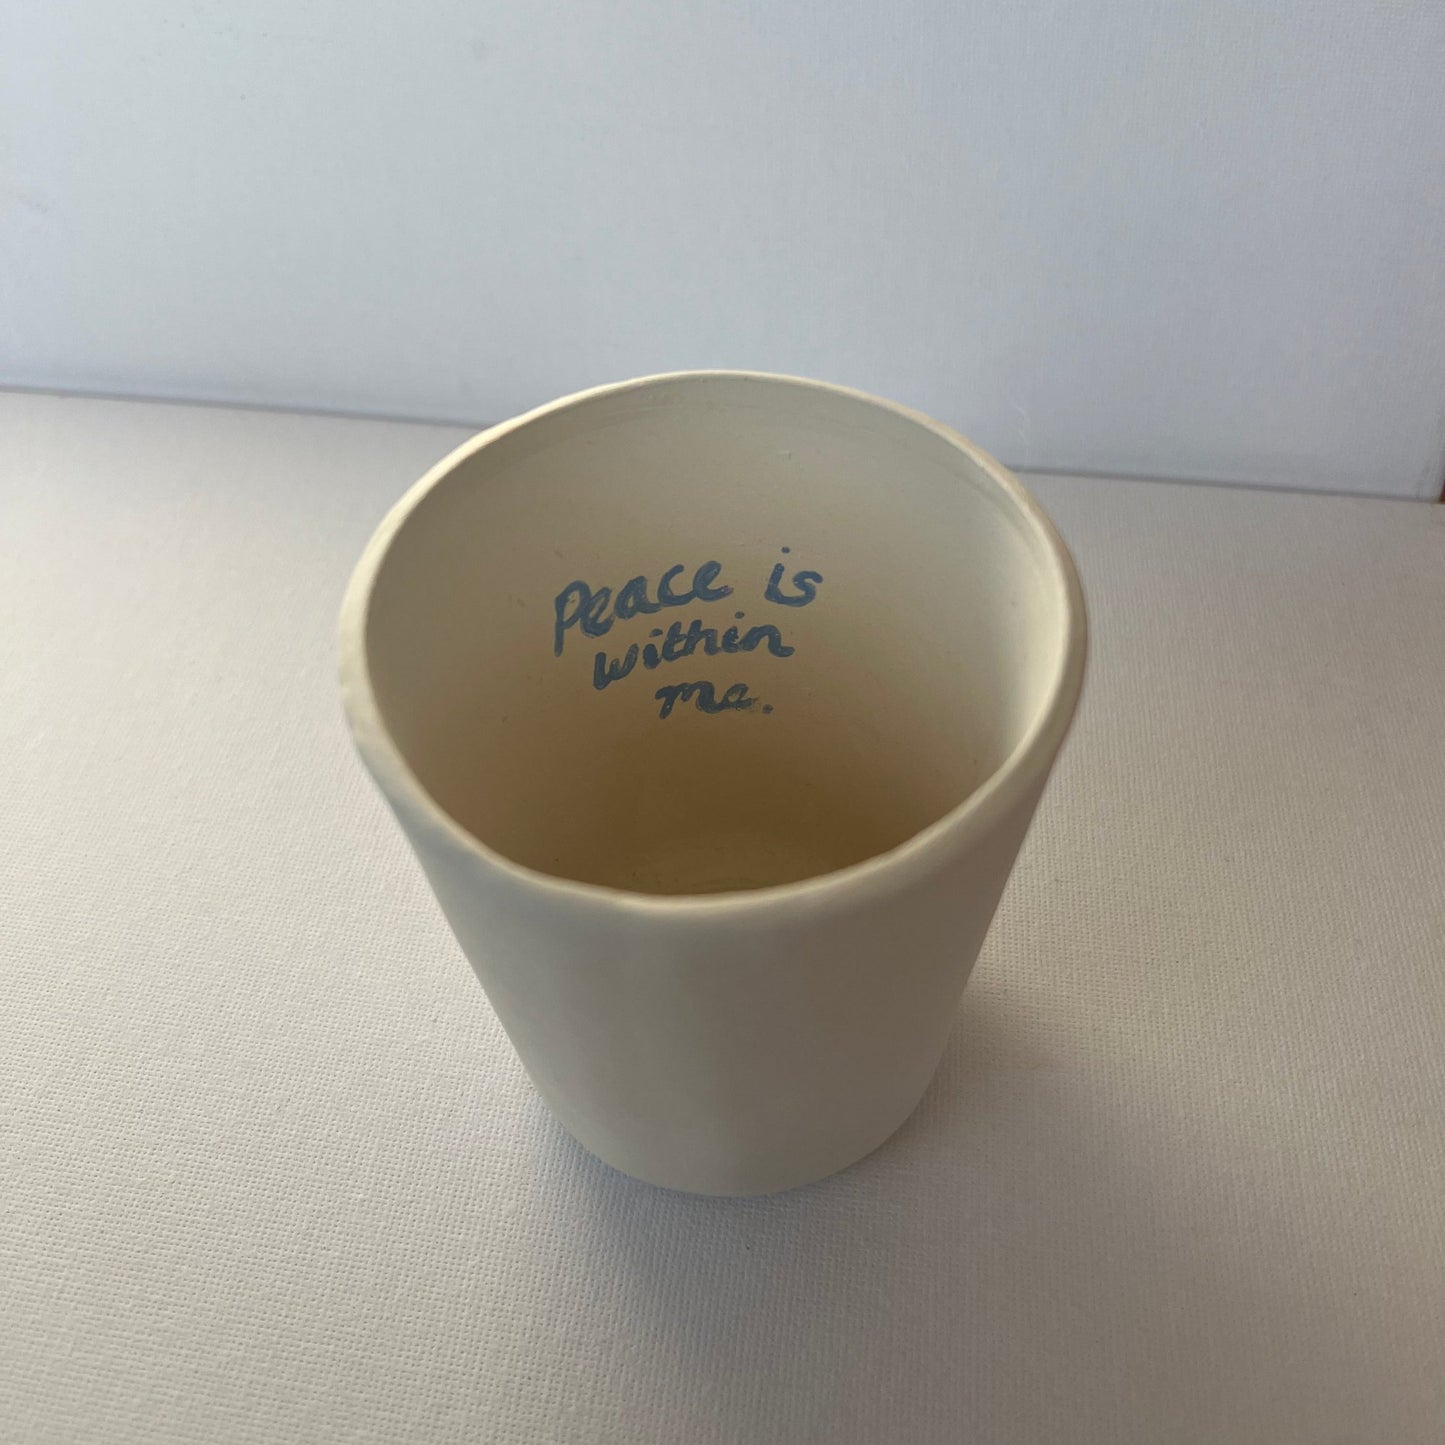 Peace is
within
me.